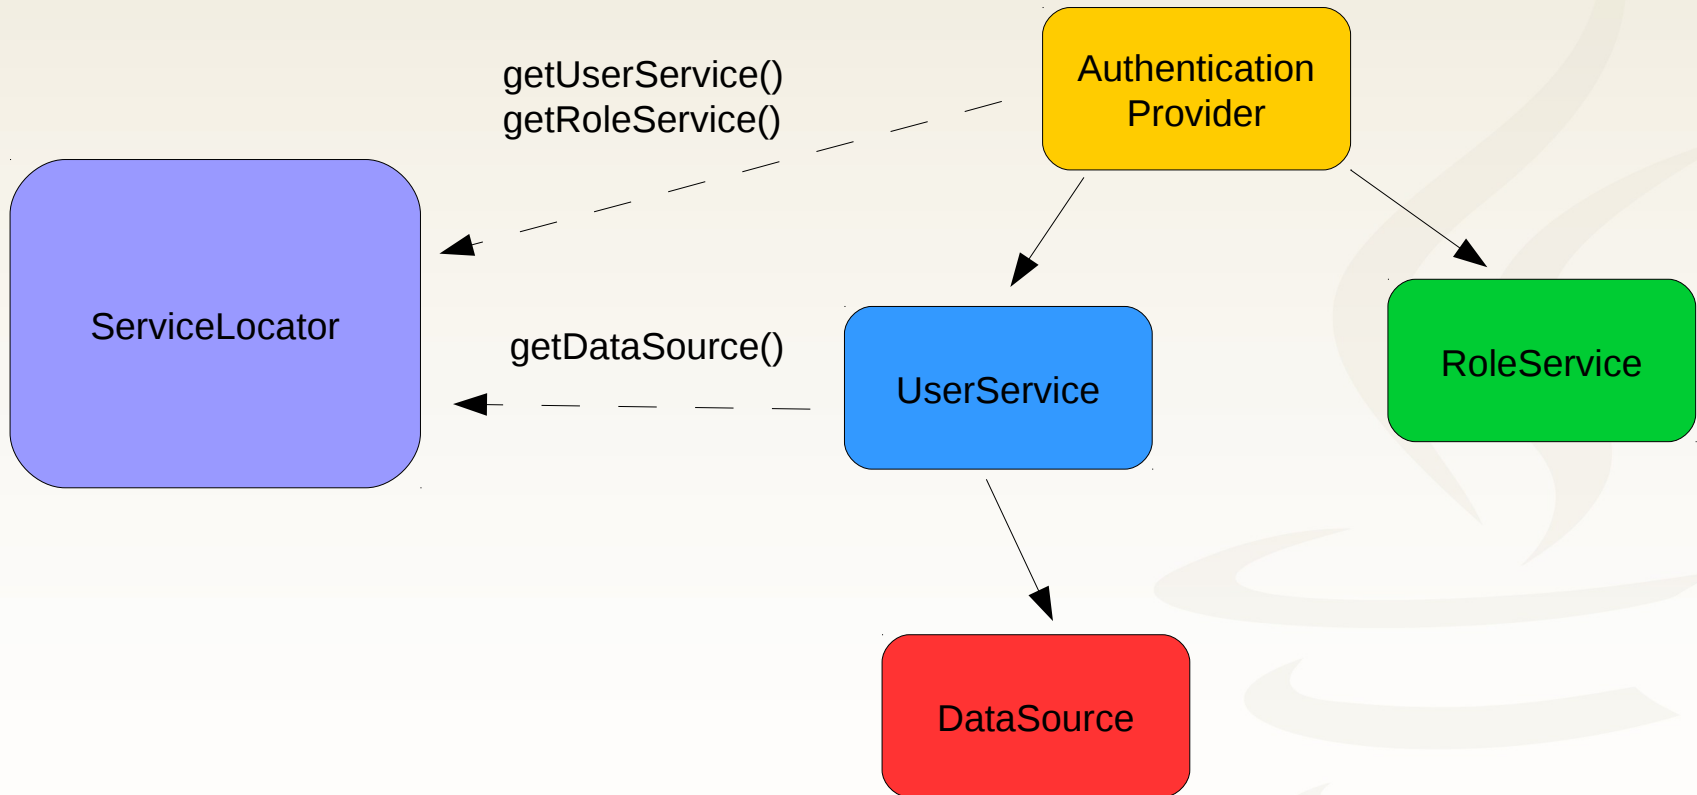 Authentication
Provider
getUserService()
getRoleService()
ServiceLocator
getDataSource()
UserService
RoleService
DataSource